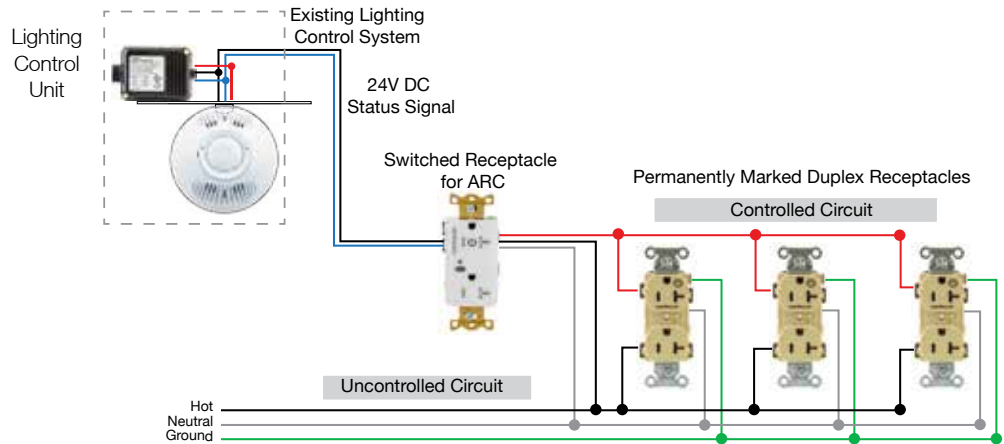 Lighting
Control
Unit
Existing Lighting
Control System
24V DC
Status Signal
Switched Receptacle
for ARC
Permanently Marked Duplex Receptacles
Controlled Circuit
Uncontrolled Circuit
Hot
Neutral
Ground